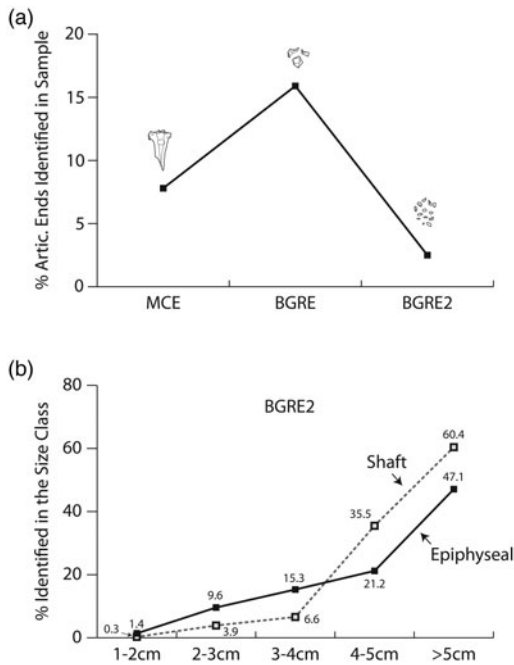 (a)
% Artic. Ends Identified in Sample
20
15
10
5
0
MCE
BGRE
BGRE2
(b)
% Identified in the Size Class
80
60
40
20
0
BGRE2
60.4
Shaft
47.1
35.5
Epiphyseal
15.3
21.2
9.6
6.6
0.3
1.4
3.9
1-2cm
2-3cm
3-4cm
4-5cm
>5cm